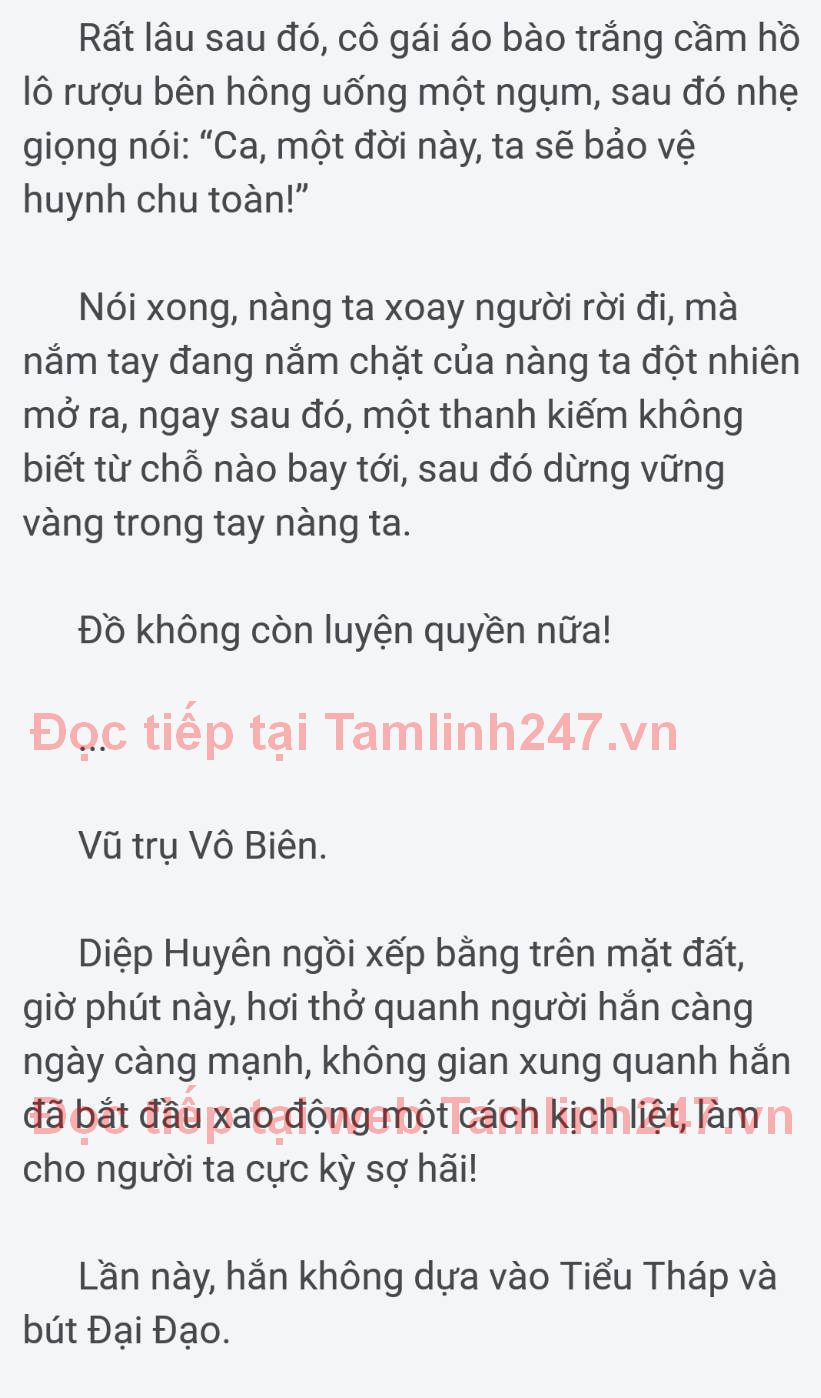 Rất lâu sau đó, cô gái áo bào trắng cầm hồ
lô rượu bên hông uống một ngụm, sau đó nhẹ
giọng nói: “Ca, một đời này, ta sẽ bảo vệ
huynh chu toàn!”
Nói xong, nàng ta xoay người rời đi, mà
nắm tay đang nắm chặt của nàng ta đột nhiên
mở ra, ngay sau đó, một thanh kiếm không
biết từ chỗ nào bay tới, sau đó dừng vững
vàng trong tay nàng ta.
Đồ không còn luyện quyền nữa!
Đọc tiếp tại Tamlinh247.vn
...
Vũ trụ Vô Biên.
Diệp Huyên ngồi xếp bằng trên mặt đất,
giờ phút này, hơi thở quanh người hắn càng
ngày càng mạnh, không gian xung quanh hắn
đã bắt đầu xao động một cách kịch liệt, làm
Đọc tiếp tại web Tamlinh247.vn
cho người ta cực kỳ sợ hãi!
Lần này, hắn không dựa vào Tiểu Tháp và
bút Đại Đạo.